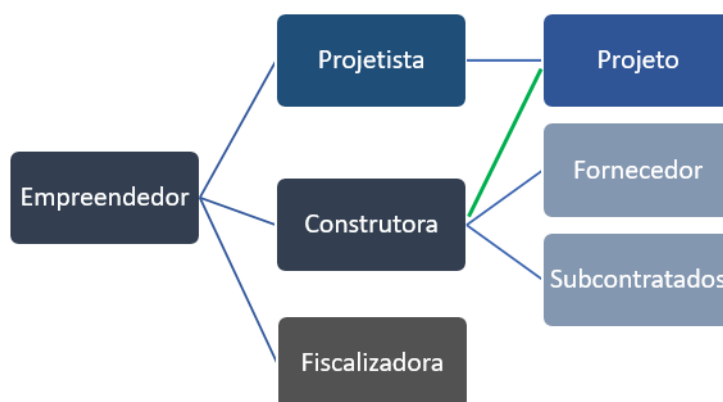 Projetista
Projeto
Empreendedor
Construtora
Fornecedor
Subcontratados
Fiscalizadora